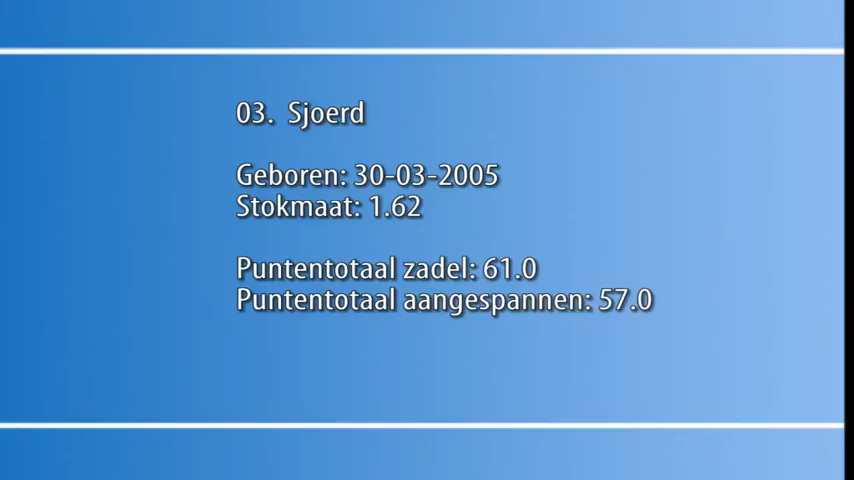 03. Sjoerd
Geboren: 30-03-2005
Stokmaat: 1.62
Puntentotaal zadel: 61.0
Puntentotaal aangespannen: 57.0